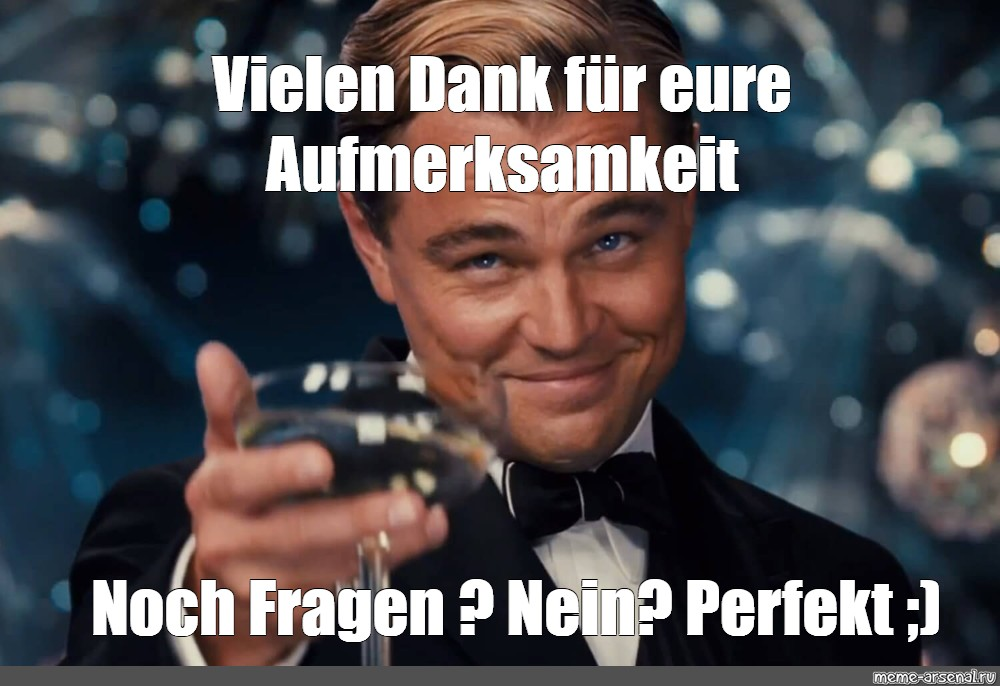 Vielen Dank für eure
Aufmerksamkeit
Noch Fragen ? Nein? Perfekt ;)
meme-arsenal.ru